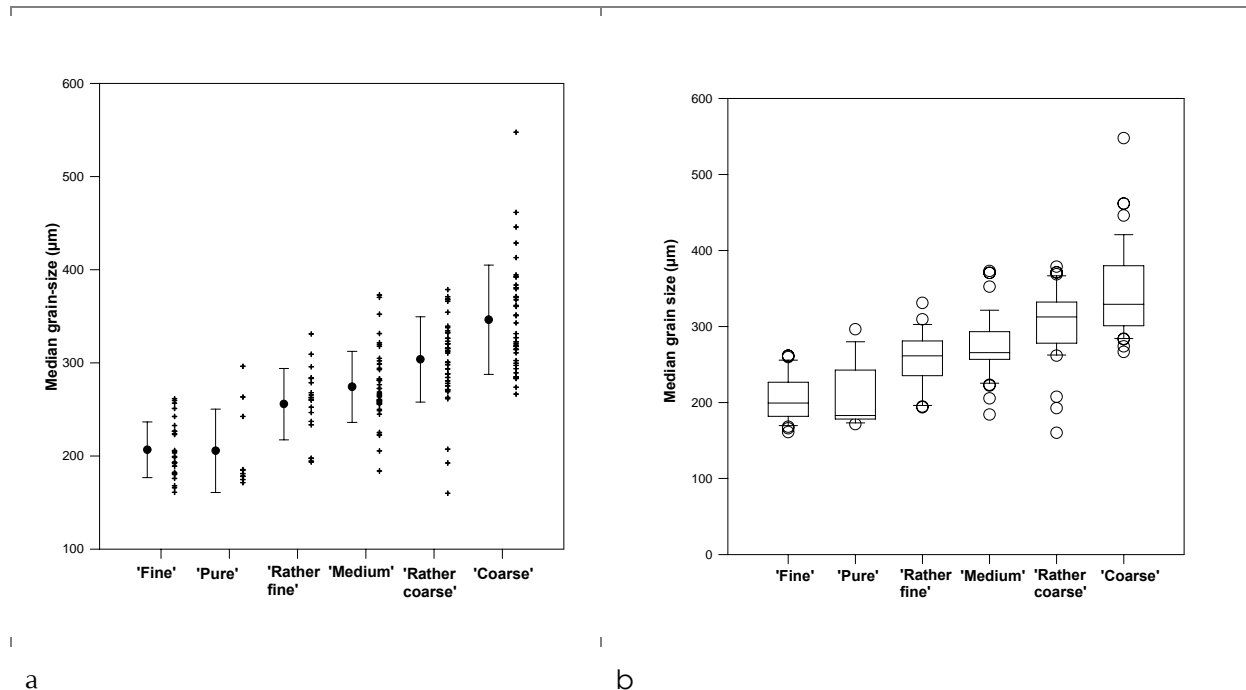 600
500
400
300
200
100
Median grain-size (µm)
'Fine' 'Pure' 'Rather fine' 'Medium' 'Rather coarse' 'Coarse'
a
600
500
400
300
200
100
0
Median grain size (µm)
'Fine' 'Pure' 'Rather fine' 'Medium' 'Rather coarse' 'Coarse'
b